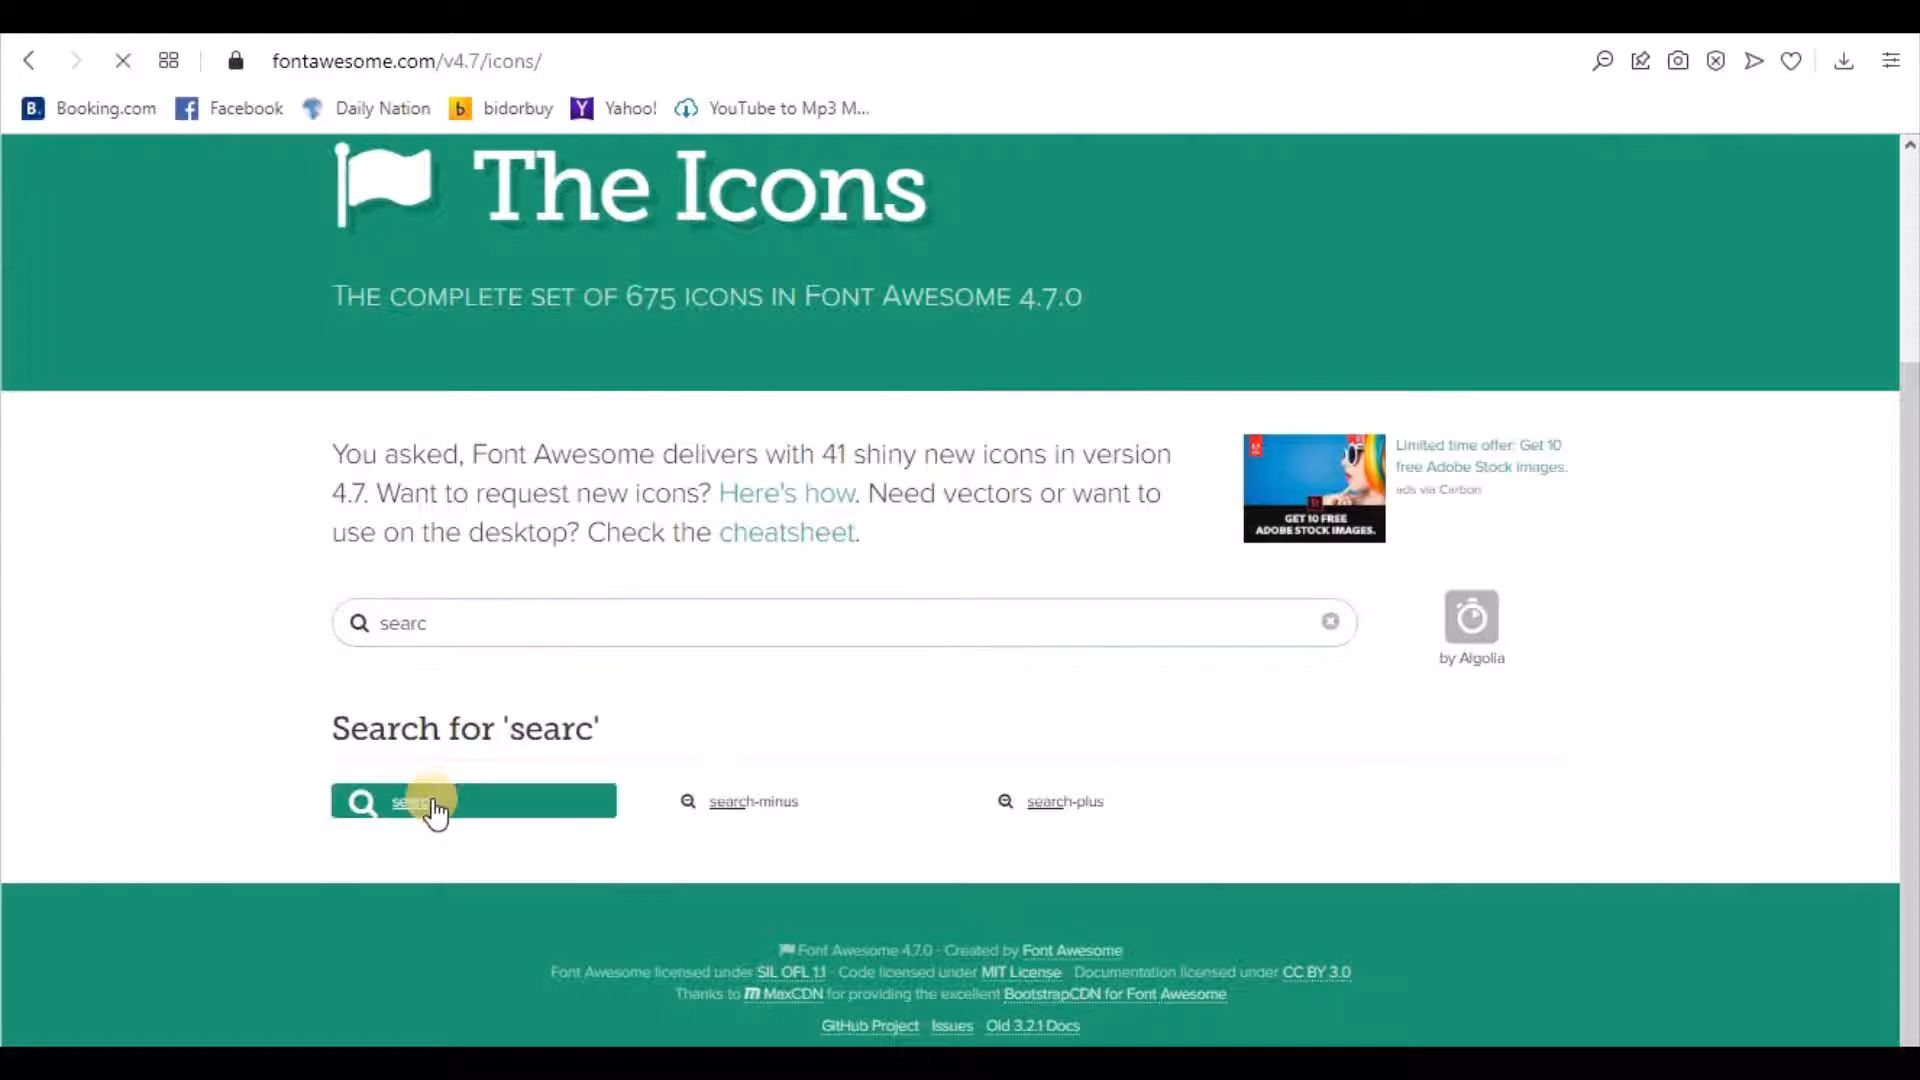 fontawesome.com/v4.7/icons/
B. Booking.com Facebook Daily Nation b bidorbuy Y Yahoo! YouTube to Mp3 M...
The Icons
THE COMPLETE SET OF 675 ICONS IN FONT AWESOME 4.7.0
You asked, Font Awesome delivers with 41 shiny new icons in version
4.7. Want to request new icons? Here's how. Need vectors or want to
use on the desktop? Check the cheatsheet.
GET 10 FREE
ADOBE STOCK IMAGES.
Limited time offer: Get 10
free Adobe Stock images.
ads via Carbon
searc
by Algolia
Search for 'searc'
search-minus
search-plus
Font Awesome 4.7.0 · Created by Font Awesome
Font Awesome licensed under SIL OFL 1.1 · Code licensed under MIT License · Documentation licensed under CC BY 3.0
Thanks to MaxCDN for providing the excellent BootstrapCDN for Font Awesome
GitHub Project Issues Old 3.2.1 Docs